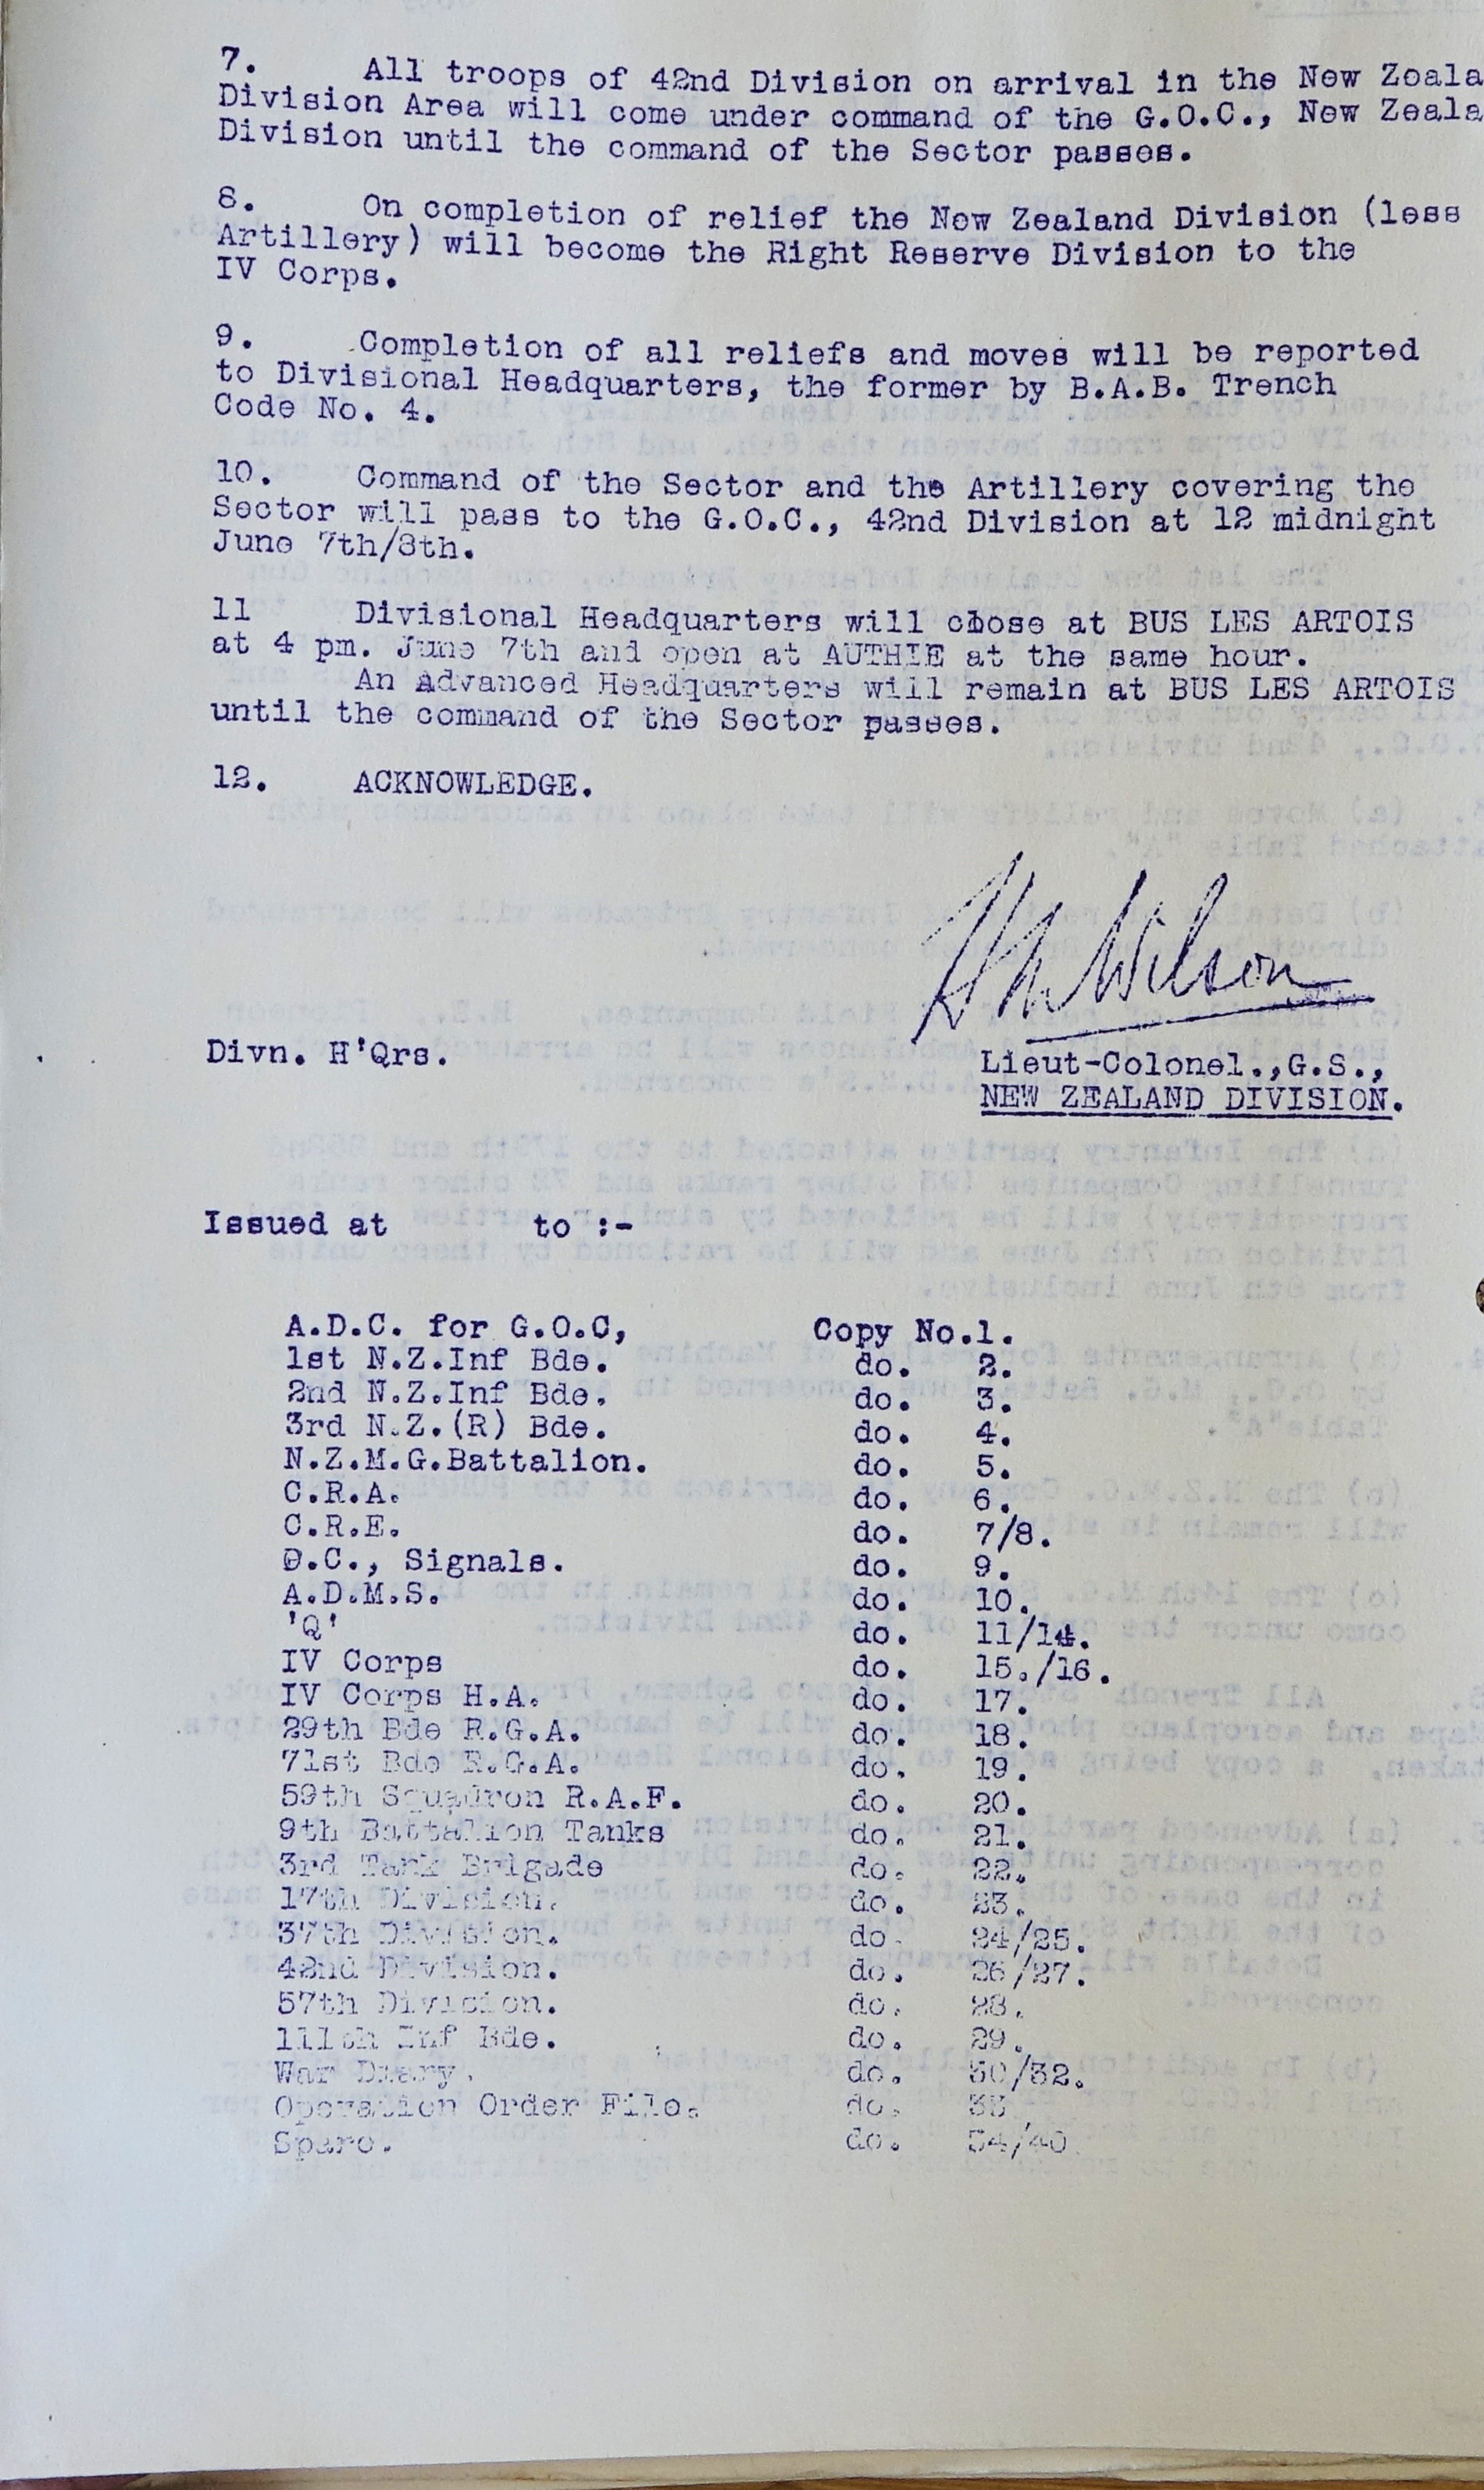 7. All troops of 42nd Division on arrival in the New Zeala
Division Area will come under command of the G.O.C., New Zeala
Division until the command of the Sector passes.
8. On completion of relief the New Zealand Division (less
Artillery) will become the Right Reserve Division to the
IV Corps.
9. Completion of all reliefs and moves will be reported
to Divisional Headquarters, the former by B.A.B. Trench
Code No. 4.
10. Command of the Sector and the Artillery covering the
Sector will pass to the G.O.C., 42nd Division at 12 midnight
June 7th/8th.
11 Divisional Headquarters will close at BUS LES ARTOIS
at 4 pm. June 7th and open at AUTHIE at the same hour.
An Advanced Headquarters will remain at BUS LES ARTOIS
until the command of the Sector passes.
12. ACKNOWLEDGE.
Wilson
Divn. H'Qrs.
Lieut-Colonel.,G.S.,
NEW ZEALAND DIVISION.
Issued at to :-
A.D.C. for G.O.C, Copy No.1.
1st N.Z.Inf Bde. do. 2.
2nd N.Z.Inf Bde. do. 3.
3rd N.Z.(R) Bde. do. 4.
N.Z.M.G.Battalion. do. 5.
C.R.A. do. 6.
C.R.E. do. 7/8.
O.C., Signals. do. 9.
A.D.M.S. do. 10.
'Q' do. 11/14.
IV Corps do. 15./16.
IV Corps H.A. do. 17.
29th Bde R.G.A. do. 18.
71st Bde R.G.A. do. 19.
59th Squadron R.A.F. do. 20.
9th Battalion Tanks do. 21.
3rd Tank Brigade do. 22.
17th Division. do. 23.
37th Division. do. 24/25.
42nd Division. do. 26/27.
57th Division. do. 28.
111th Inf Bde. do. 29.
War Diary. do. 30/32.
Operation Order File. do. 33
Spare. do. 34/40